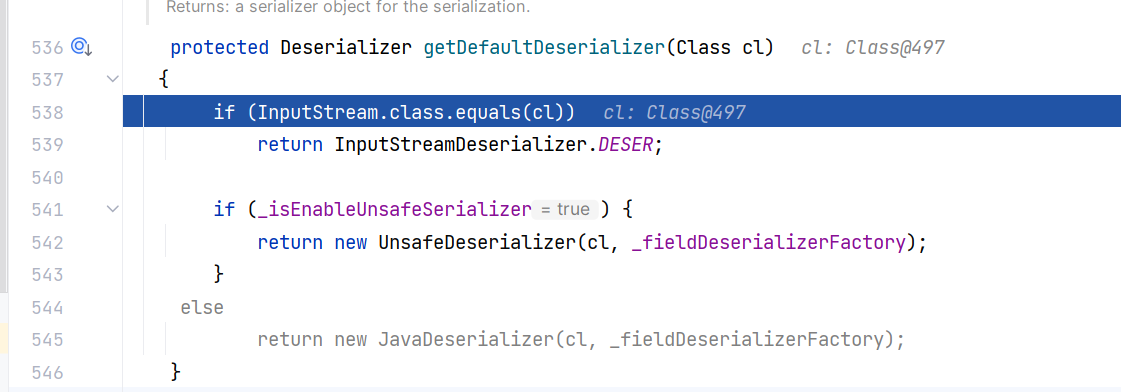 Returns: a serializer object for the serialization.
536 protected Deserializer getDefaultDeserializer(Class cl) cl: Class@497
537 {
538 if (InputStream.class.equals(cl)) cl: Class@497
539 return InputStreamDeserializer.DESER;
540
541 if (_isEnableUnsafeSerializer = true ) {
542 return new UnsafeDeserializer(cl, _fieldDeserializerFactory);
543 }
544 else
545 return new JavaDeserializer(cl, _fieldDeserializerFactory);
546 }